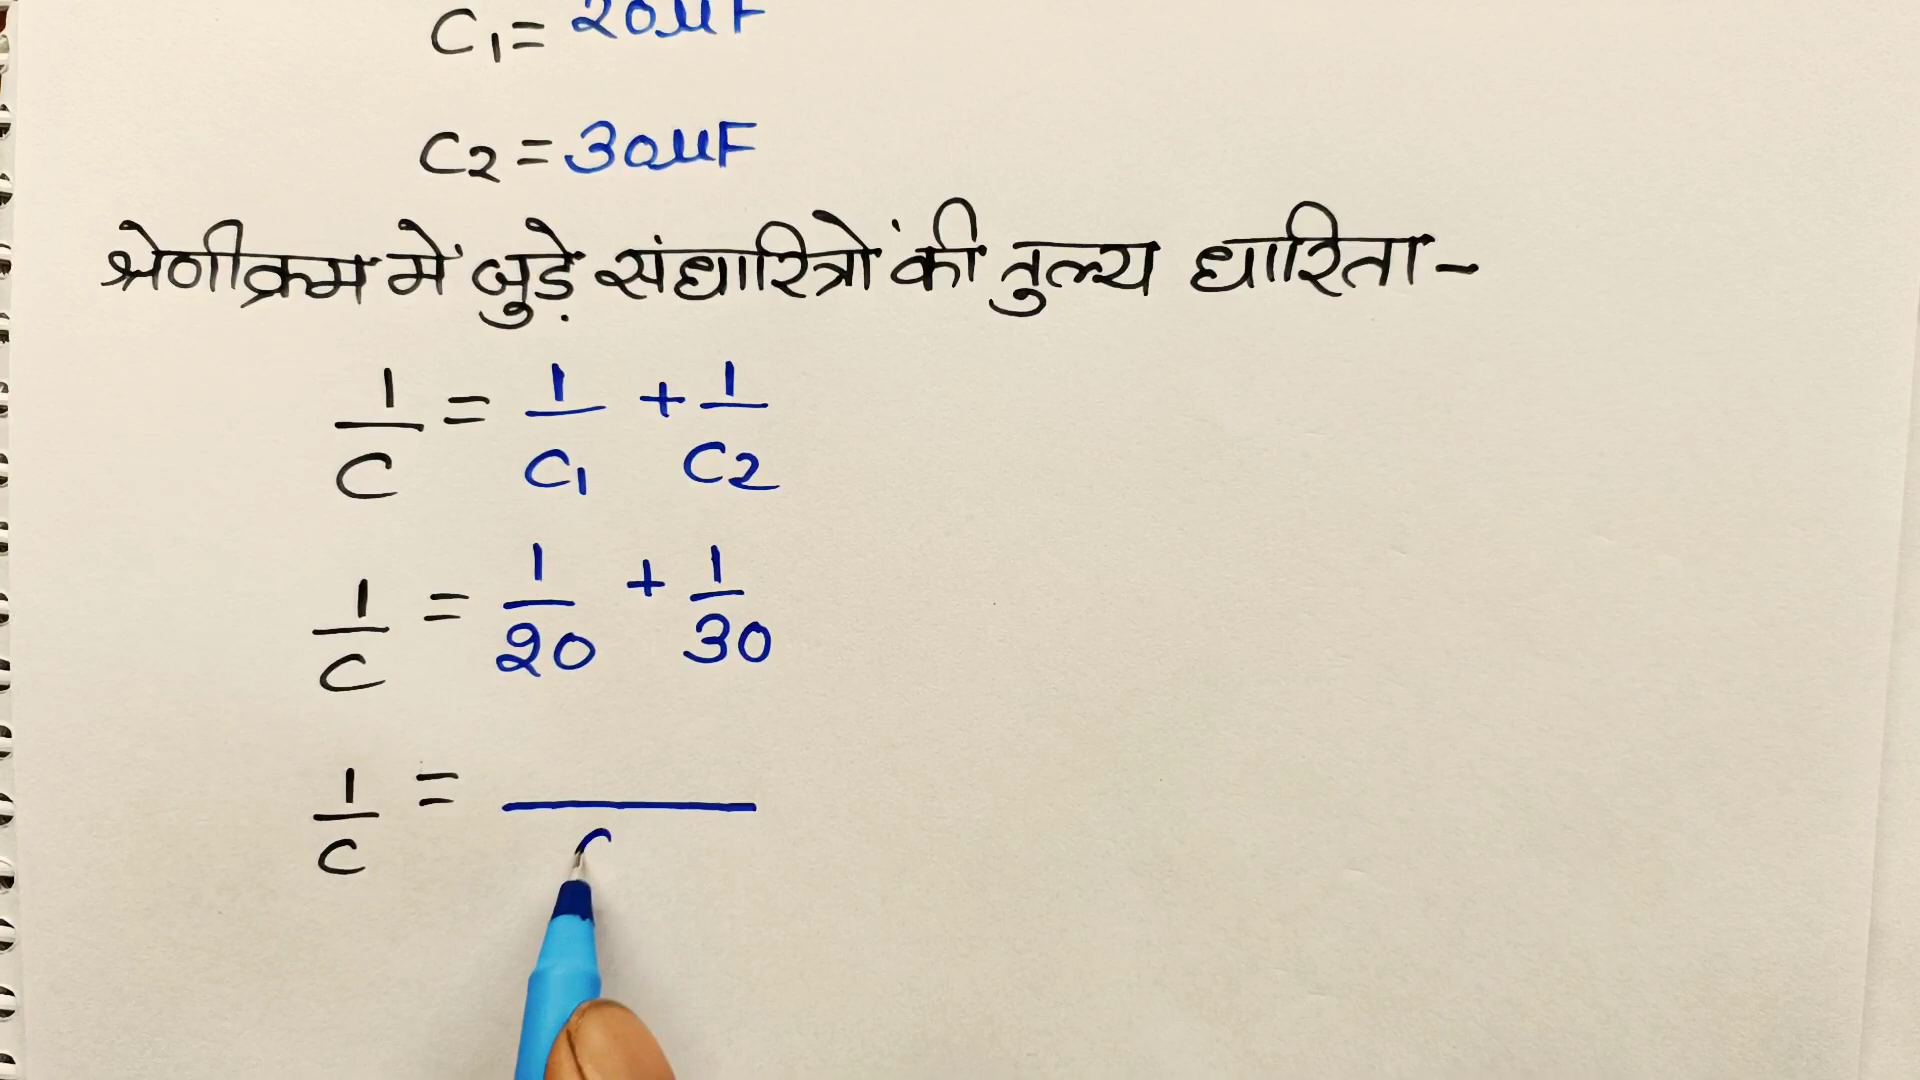 C₁ = 20μF
C2 = 30μF
श्रेणीक्रम में जुड़े संधारित्रों की तुल्य धारिता -
1/C = 1/C₁ + 1/C2
1/C = 1/20 + 1/30
1/C =